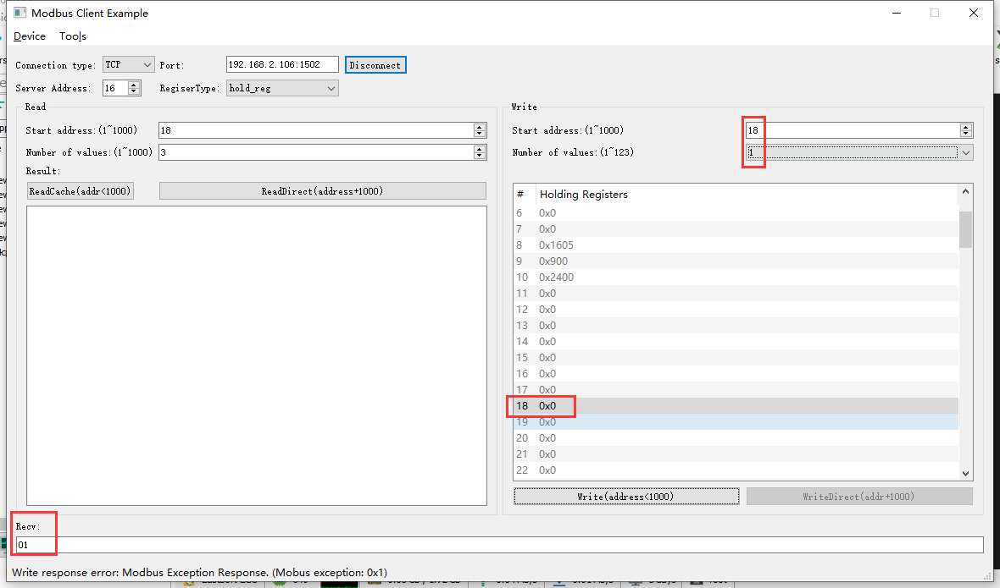 Modbus Client Example
Device Tools
Connection type: TCP Port: 192.168.2.106:1502 Disconnect
Server Address: 16 RegiserType: hold_reg
Read
Start address:(1~1000) 18
Number of values:(1~1000) 3
Result:
ReadCache(addr<1000) ReadDirect(address+1000)
Write
Start address:(1~1000) 18
Number of values:(1~123) 1
# Holding Registers
6 0x0
7 0x0
8 0x1605
9 0x900
10 0x2400
11 0x0
12 0x0
13 0x0
14 0x0
15 0x0
16 0x0
17 0x0
18 0x0
19 0x0
20 0x0
21 0x0
22 0x0
Write(address<1000) WriteDirect(addr+1000)
Recv:
01
Write response error: Modbus Exception Response. (Mobus exception: 0x1)